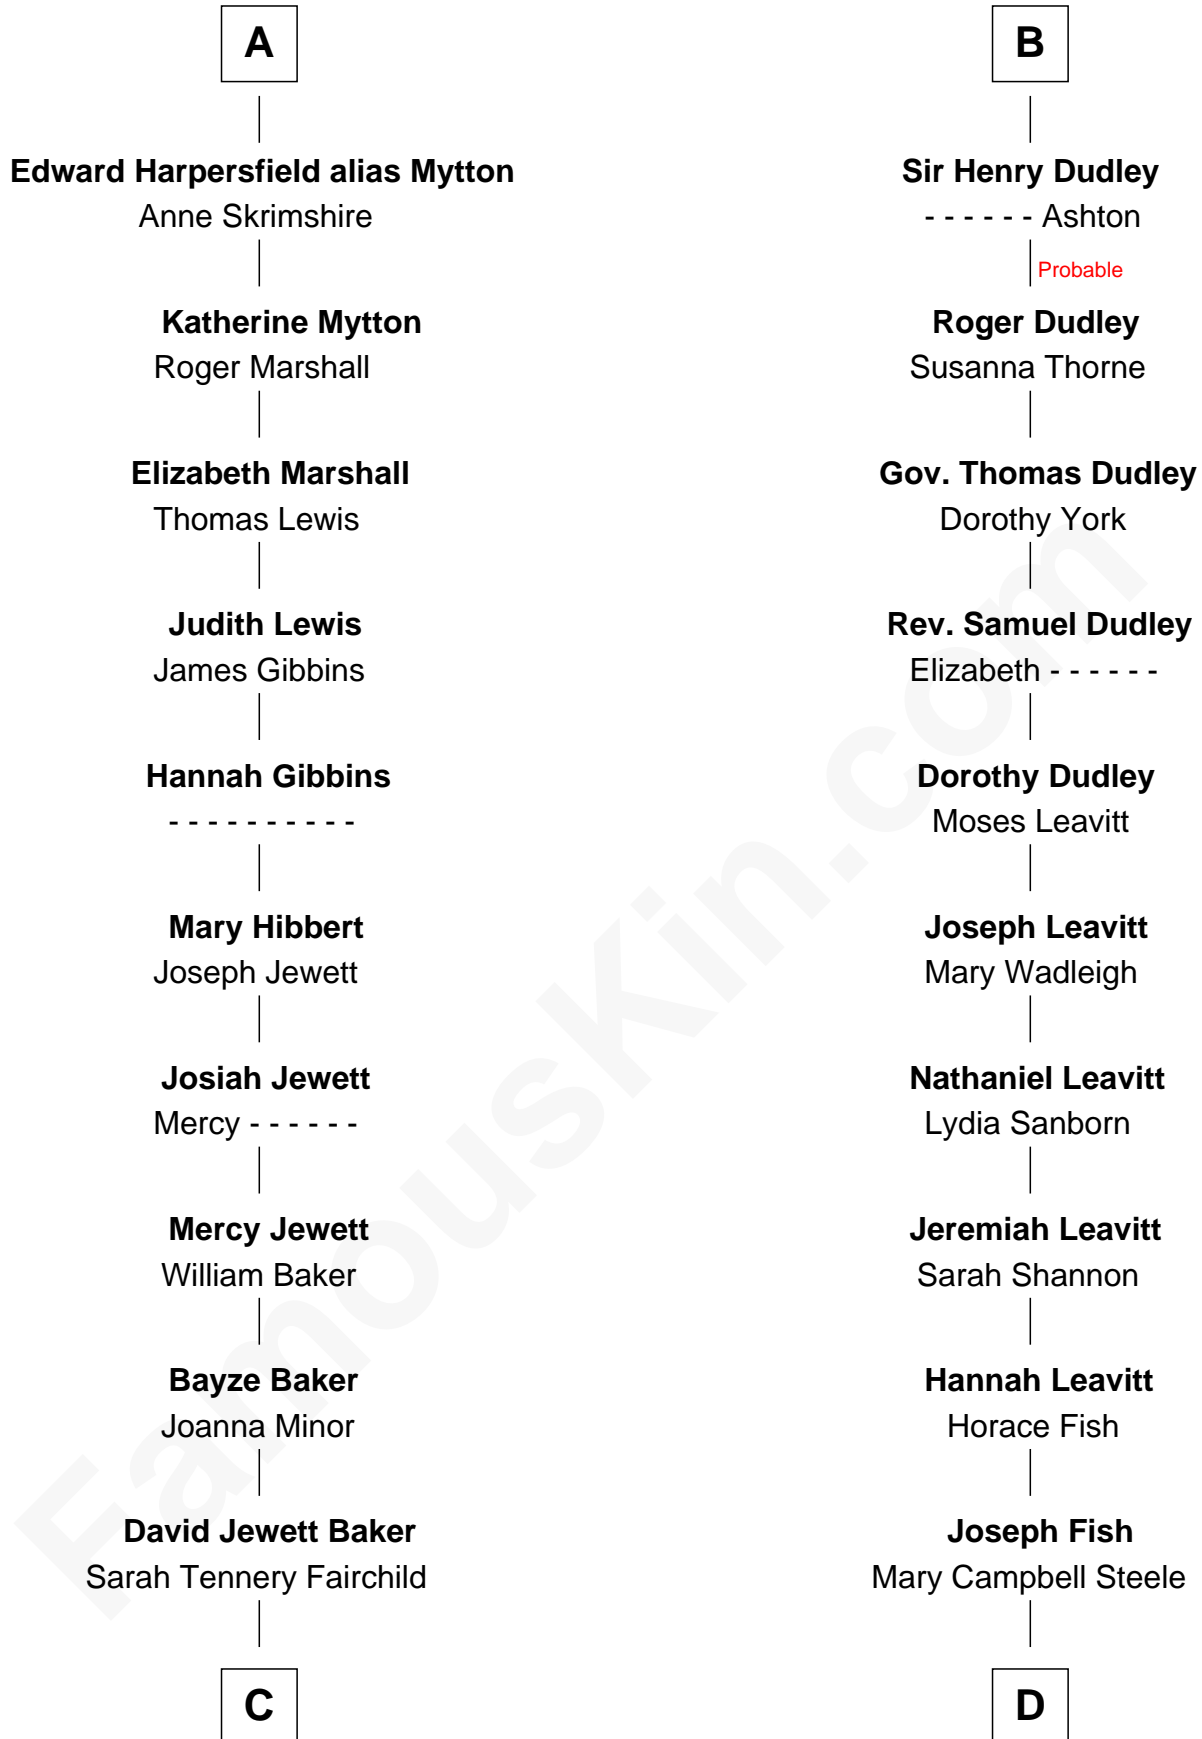 A
Edward Harpersfield alias Mytton
Anne Skrimshire
Katherine Mytton
Roger Marshall
Elizabeth Marshall
Thomas Lewis
Judith Lewis
James Gibbins
Hannah Gibbins
- - - - - - - - - -
Mary Hibbert
Joseph Jewett
Josiah Jewett
Mercy - - - - - -
Mercy Jewett
William Baker
Bayze Baker
Joanna Minor
David Jewett Baker
Sarah Tennery Fairchild
C
B
Sir Henry Dudley
- - - - - - Ashton
Probable
Roger Dudley
Susanna Thorne
Gov. Thomas Dudley
Dorothy York
Rev. Samuel Dudley
Elizabeth - - - - - -
Dorothy Dudley
Moses Leavitt
Joseph Leavitt
Mary Wadleigh
Nathaniel Leavitt
Lydia Sanborn
Jeremiah Leavitt
Sarah Shannon
Hannah Leavitt
Horace Fish
Joseph Fish
Mary Campbell Steele
D
FamousKin.com